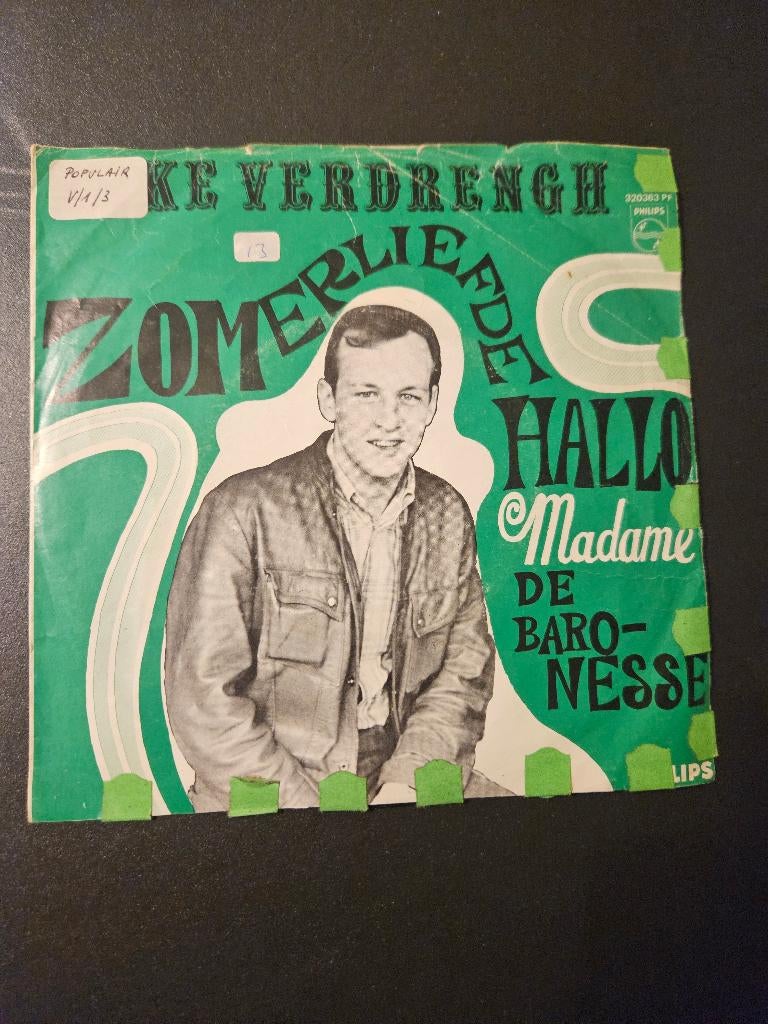 POPULAIR
V/1/3
KE VERDRENGH
320363 PF
PHILIPS
13
ZOMERLIEFDE
HALLO
Madame
DE
BARO-
NESSE
LIPS